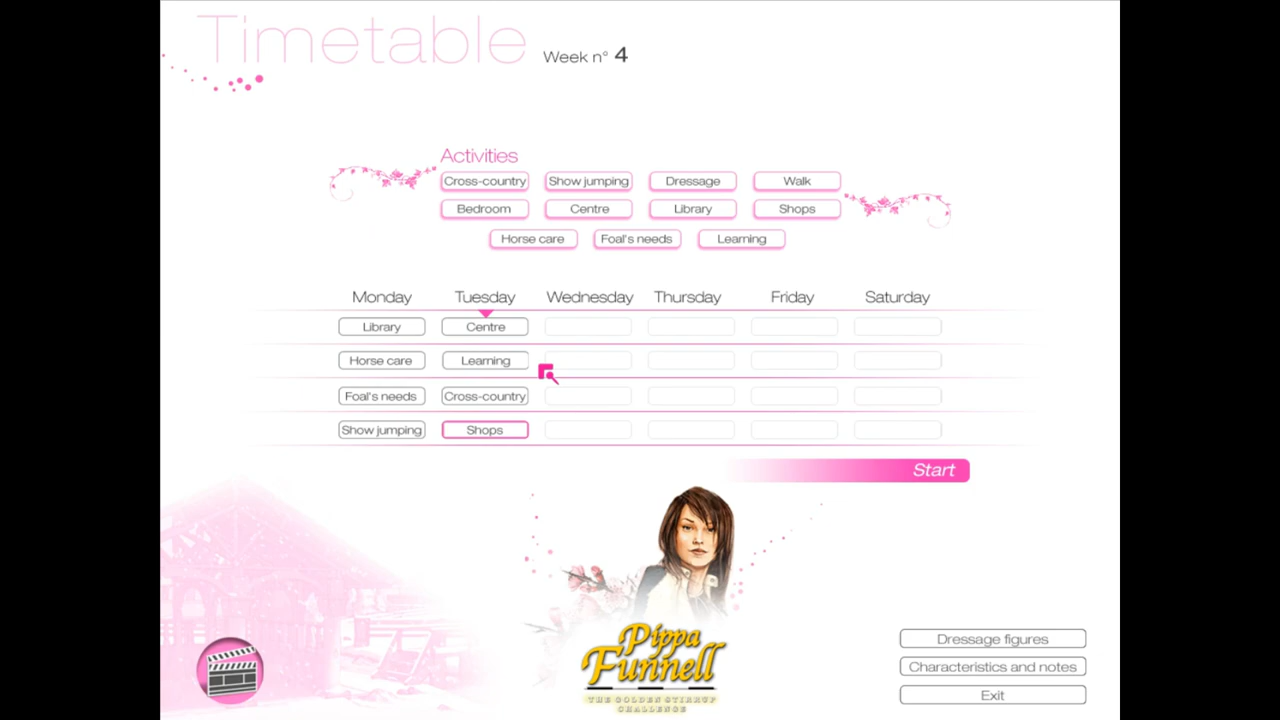 Timetable Week n° 4
Activities
Cross-country Show jumping Dressage Walk
Bedroom Centre Library Shops
Horse care Foal's needs Learning
Monday Tuesday Wednesday Thursday Friday Saturday
Library Centre
Horse care Learning
Foal's needs Cross-country
Show jumping Shops
Start
Pippa
Funnell
THE GOLDEN STIRRUP
CHALLENGE
Dressage figures
Characteristics and notes
Exit